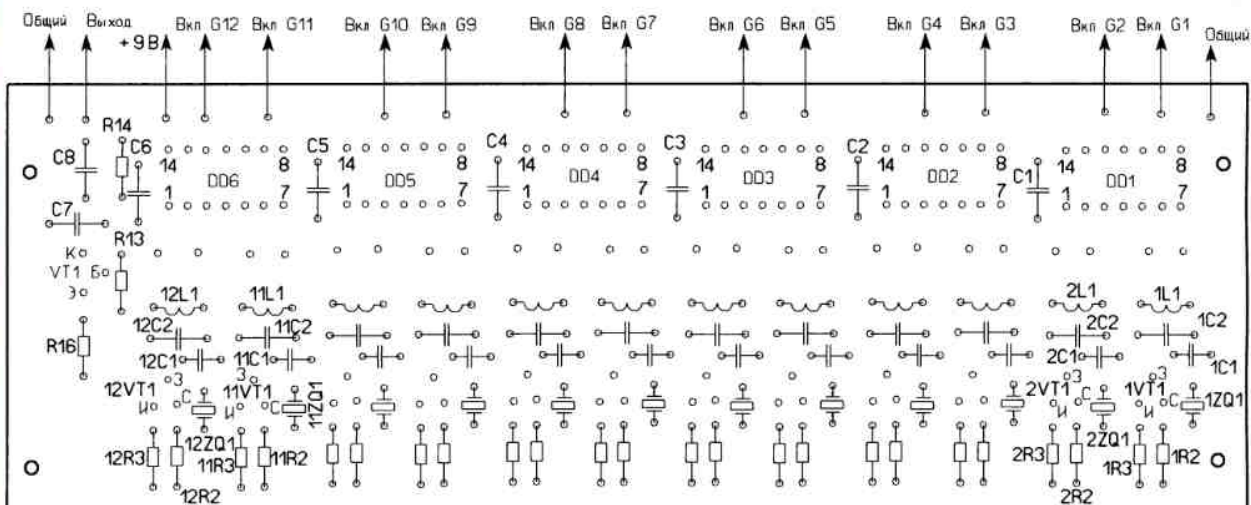 Общий Выход Вкл G12 Вкл G11 Вкл G10 Вкл G9 Вкл G8 Вкл G7 Вкл G6 Вкл G5 Вкл G4 Вкл G3 Вкл G2 Вкл G1 Общий
+9В
R14
C8 C6 C5 C4 C3 C2 C1
14 8 14 8 14 8 14 8 14 8 14 8
DD6 DD5 DD4 DD3 DD2 DD1
1 7 1 7 1 7 1 7 1 7 1 7
C7
К R13
VT1 Б
Э
12L1 11L1 2L1 1L1
12C2 11C2 2C2 1C2
R16 12C1 11C1 2C1 1C1
З З З З
12VT1 С 11VT1 С 11ZQ1 2VT1 С 1VT1 С 1ZQ1
И И И И
12ZQ1 2ZQ1
12R3 11R3 11R2 2R3 1R3 1R2
12R2 2R2